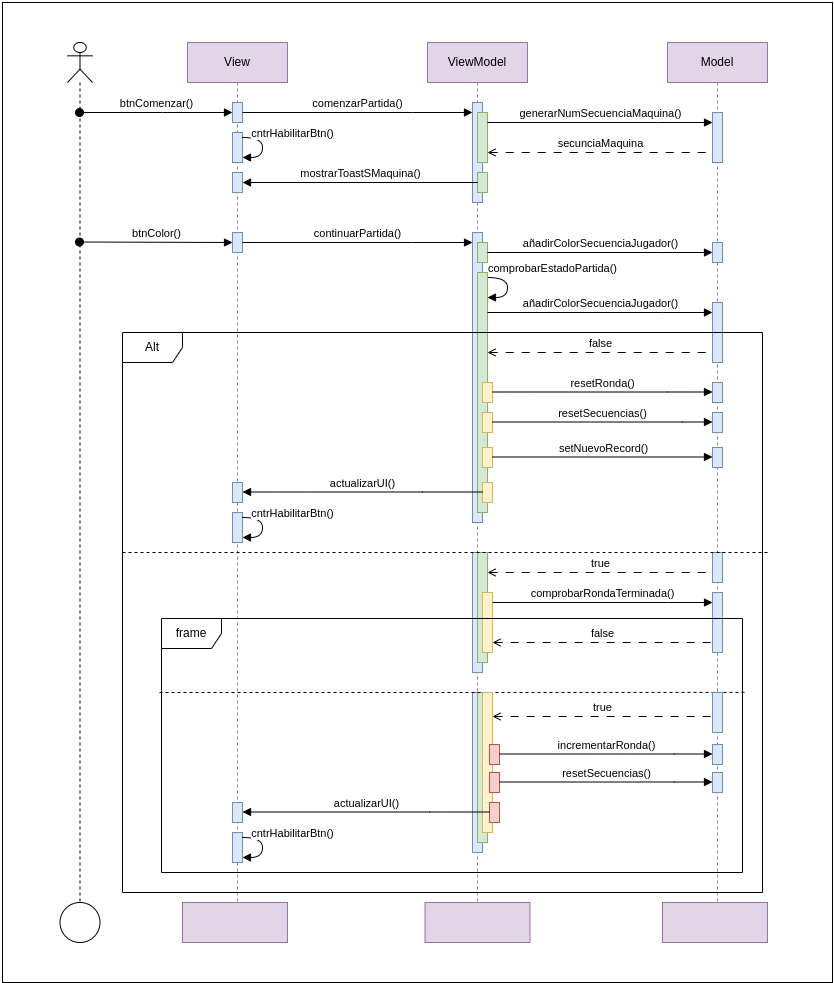 View
ViewModel
Model
btnComenzar()
comenzarPartida()
generarNumSecuenciaMaquina()
cntrHabilitarBtn()
secunciaMaquina
mostrarToastSMaquina()
btnColor()
continuarPartida()
añadirColorSecuenciaJugador()
comprobarEstadoPartida()
añadirColorSecuenciaJugador()
Alt
false
resetRonda()
resetSecuencias()
setNuevoRecord()
actualizarUI()
cntrHabilitarBtn()
true
comprobarRondaTerminada()
frame
false
true
incrementarRonda()
resetSecuencias()
actualizarUI()
cntrHabilitarBtn()